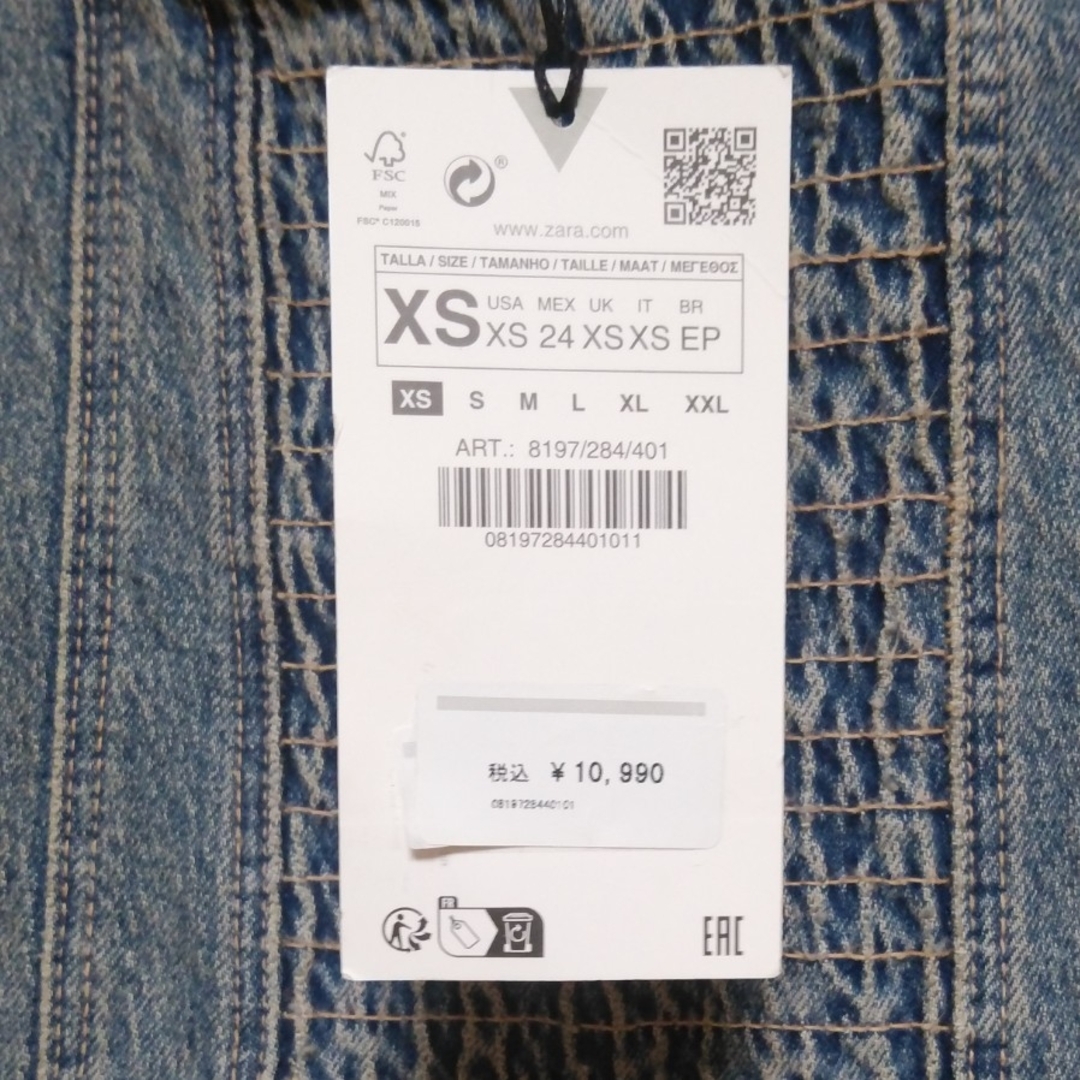 FSC
MIX
Paper
FSC® C120015
®
www.zara.com
TALLA / SIZE / TAMANHO / TAILLE / MAAT / ΜΕΓΕΘΟΣ
XS
USA MEX UK IT BR
XS 24 XS XS EP
XS S M L XL XXL
ART.: 8197/284/401
08197284401011
税込 ¥10,990
0819728440101
FR
EAC